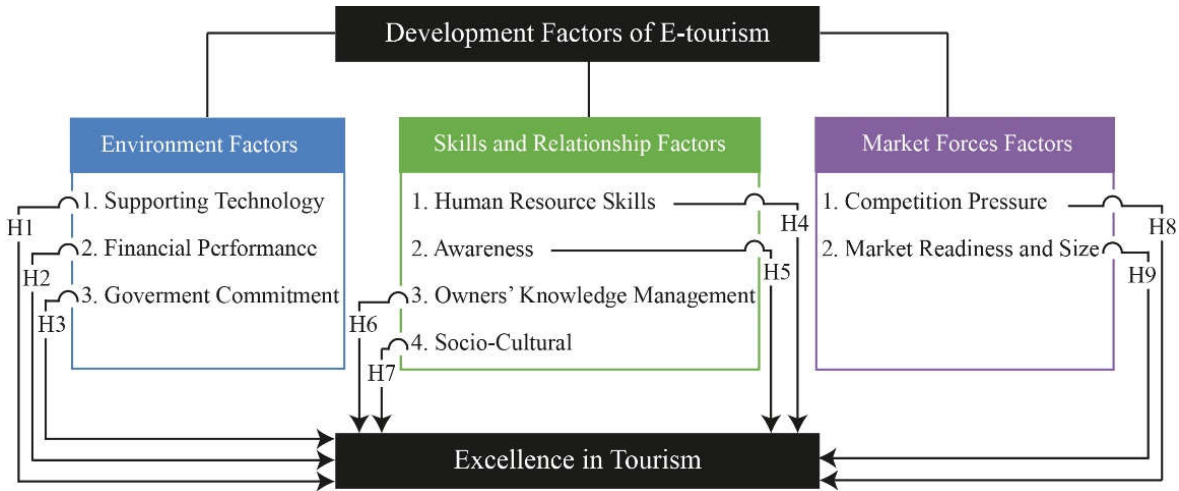 Development Factors of E-tourism
Environment Factors
1. Supporting Technology
2. Financial Performance
3. Goverment Commitment
H1
H2
H3
Skills and Relationship Factors
1. Human Resource Skills
2. Awareness
3. Owners' Knowledge Management
4. Socio-Cultural
H4
H5
H6
H7
Market Forces Factors
1. Competition Pressure
2. Market Readiness and Size
H8
H9
Excellence in Tourism